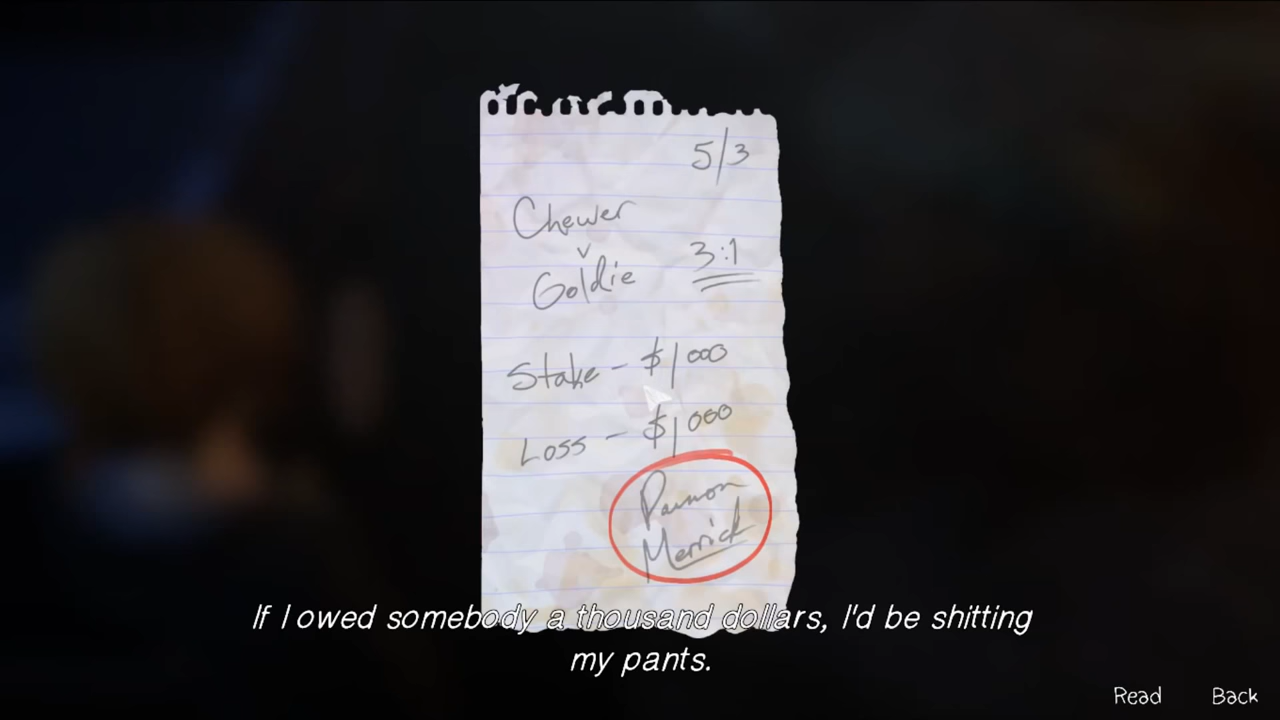 5/3
Chewer
v
Goldie 3:1
Stake - $1000
Loss - $1000
Damon
Merrick
If I owed somebody a thousand dollars, I'd be shitting
my pants.
Read Back